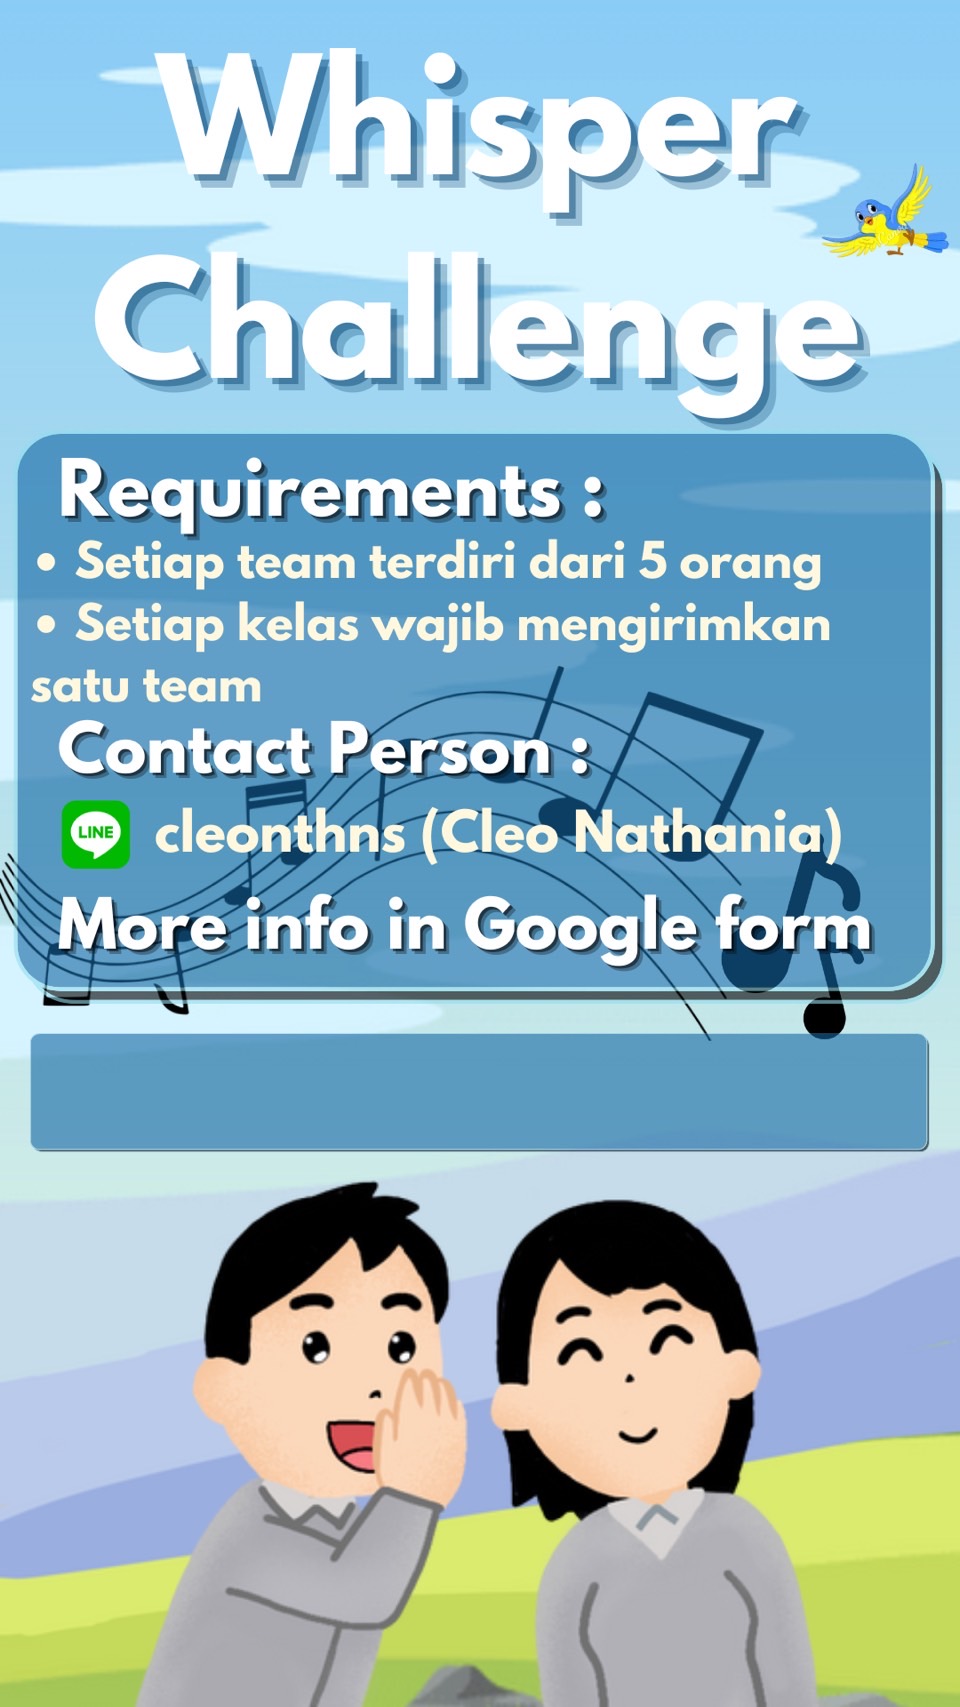 Whisper
Challenge
Requirements :
• Setiap team terdiri dari 5 orang
• Setiap kelas wajib mengirimkan
satu team
Contact Person :
LINE cleonthns (Cleo Nathania)
More info in Google form